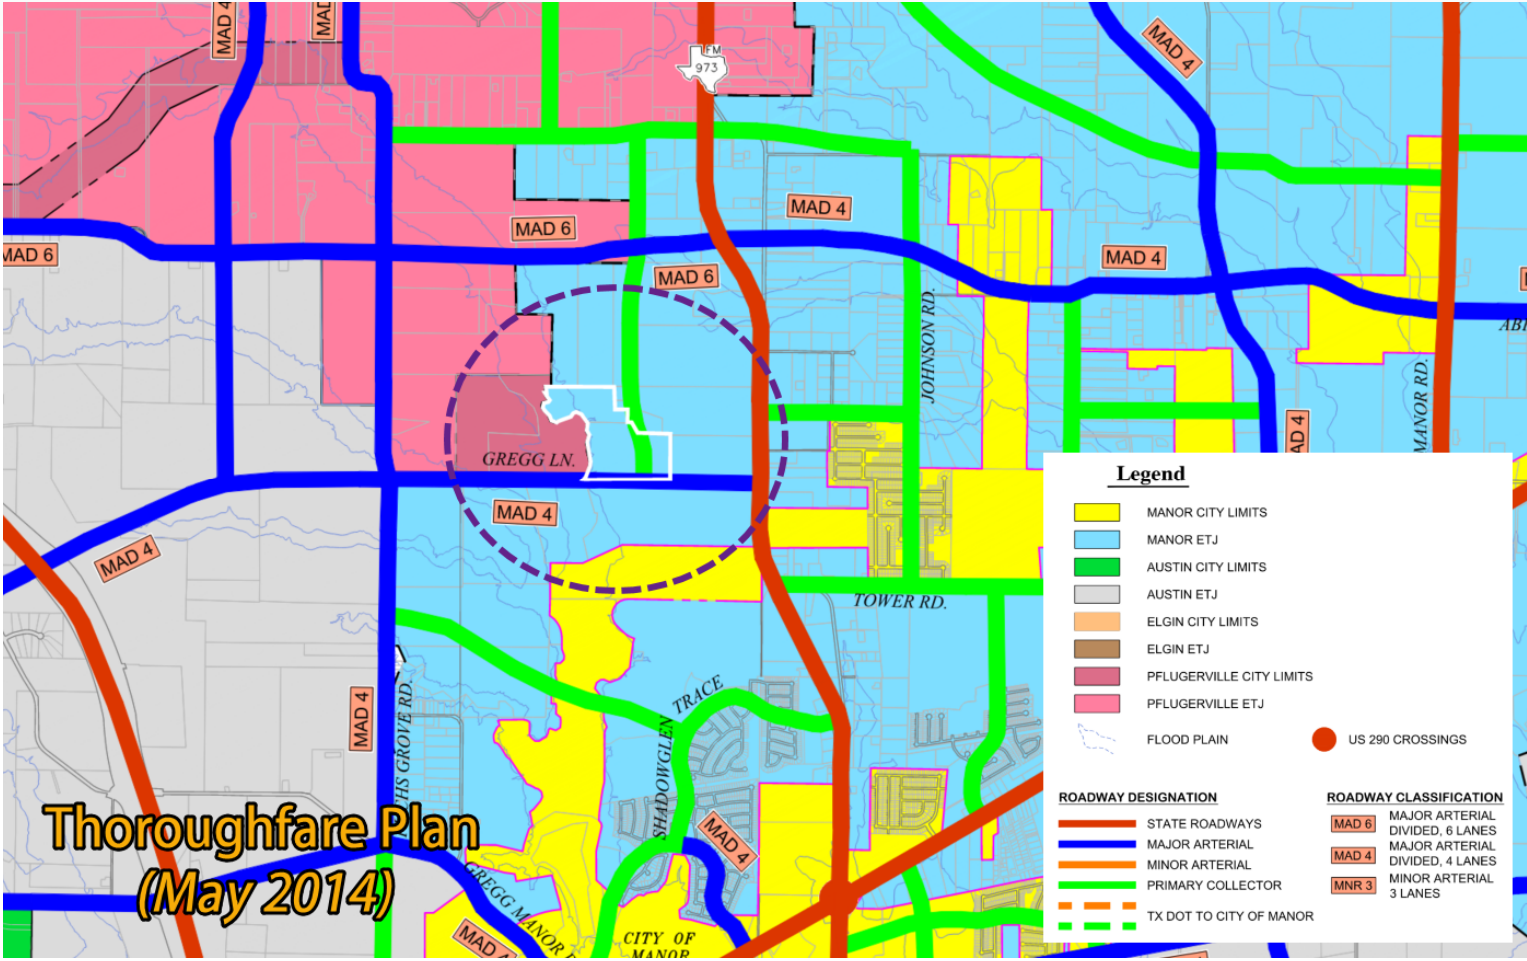 MAD 4
MAD
FM
973
MAD 4
MAD 4
MAD 6
MAD 4
MAD 6
MAD 6
JOHNSON RD.
MANOR RD.
GREGG LN.
MAD 4
MAD 4
TOWER RD.
MAD 4
TRACE
SHADOWGLEN
MAD 4
GREGG MANOR
MAD
CITY OF
MANOR
Thoroughfare Plan
(May 2014)
Legend
MANOR CITY LIMITS
MANOR ETJ
AUSTIN CITY LIMITS
AUSTIN ETJ
ELGIN CITY LIMITS
ELGIN ETJ
PFLUGERVILLE CITY LIMITS
PFLUGERVILLE ETJ
FLOOD PLAIN
US 290 CROSSINGS
ROADWAY DESIGNATION
STATE ROADWAYS
MAJOR ARTERIAL
MINOR ARTERIAL
PRIMARY COLLECTOR
TX DOT TO CITY OF MANOR
ROADWAY CLASSIFICATION
MAD 6 MAJOR ARTERIAL
DIVIDED, 6 LANES
MAD 4 MAJOR ARTERIAL
DIVIDED, 4 LANES
MNR 3 MINOR ARTERIAL
3 LANES